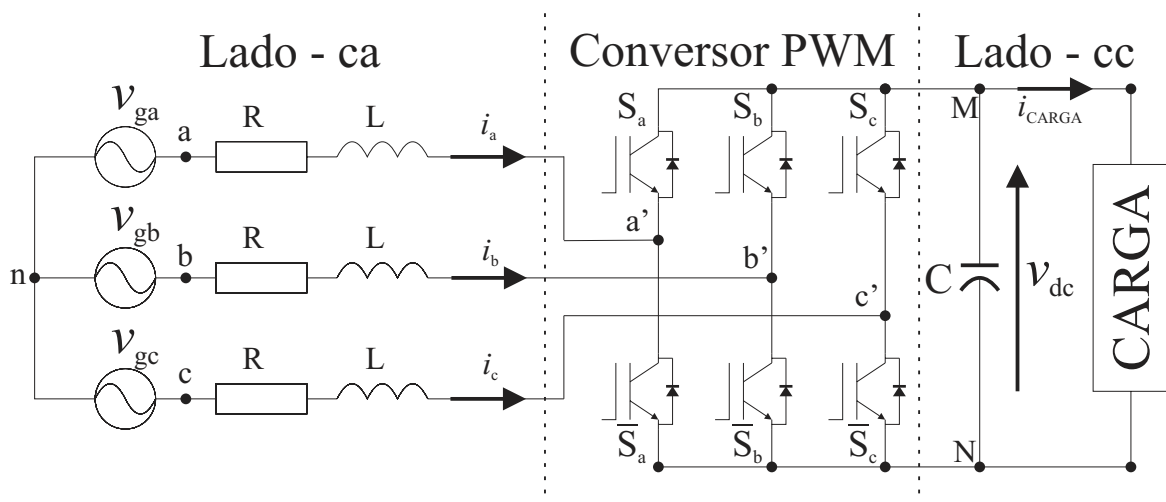 Lado - ca
Conversor PWM
Lado - cc
v_ga
a
R
L
i_a
S_a
S_b
S_c
M
i_CARGA
v_gb
a'
n
b
R
L
i_b
b'
C
v_dc
CARGA
c'
v_gc
c
R
L
i_c
S̅_a
S̅_b
S̅_c
N